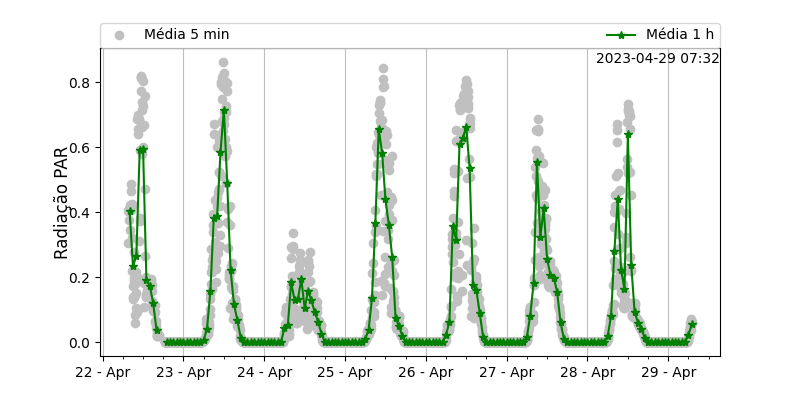 Média 5 min
Média 1 h
2023-04-29 07:32
Radiação PAR
0.8
0.6
0.4
0.2
0.0
22 - Apr
23 - Apr
24 - Apr
25 - Apr
26 - Apr
27 - Apr
28 - Apr
29 - Apr